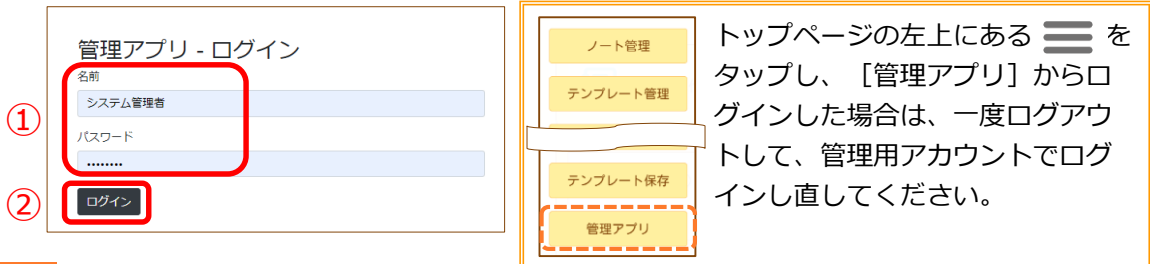 管理アプリ - ログイン
名前
システム管理者
①
パスワード
••••••••
②
ログイン
ノート管理
テンプレート管理
テンプレート保存
管理アプリ
トップページの左上にある を
タップし、［管理アプリ］からロ
グインした場合は、一度ログアウ
トして、管理用アカウントでログ
インし直してください。